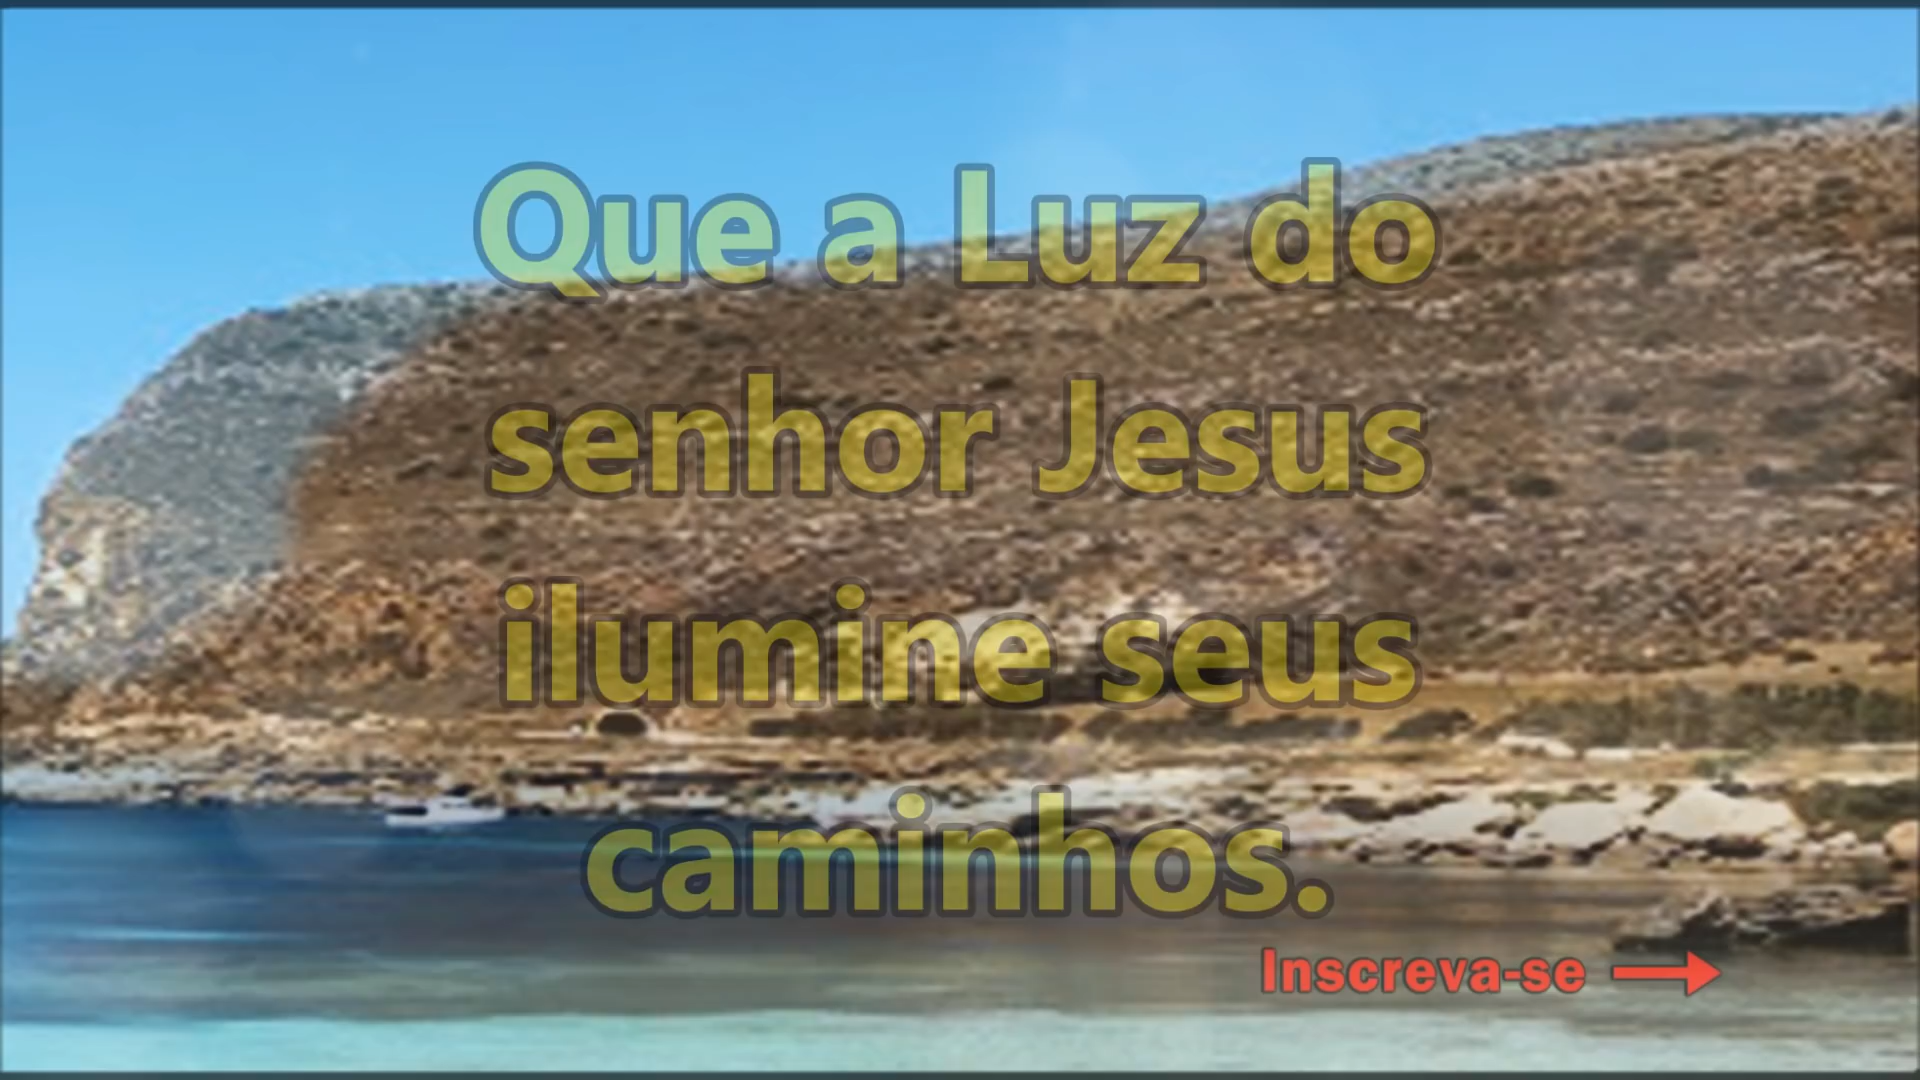 Que a Luz do
senhor Jesus
ilumine seus
caminhos.
Inscreva-se